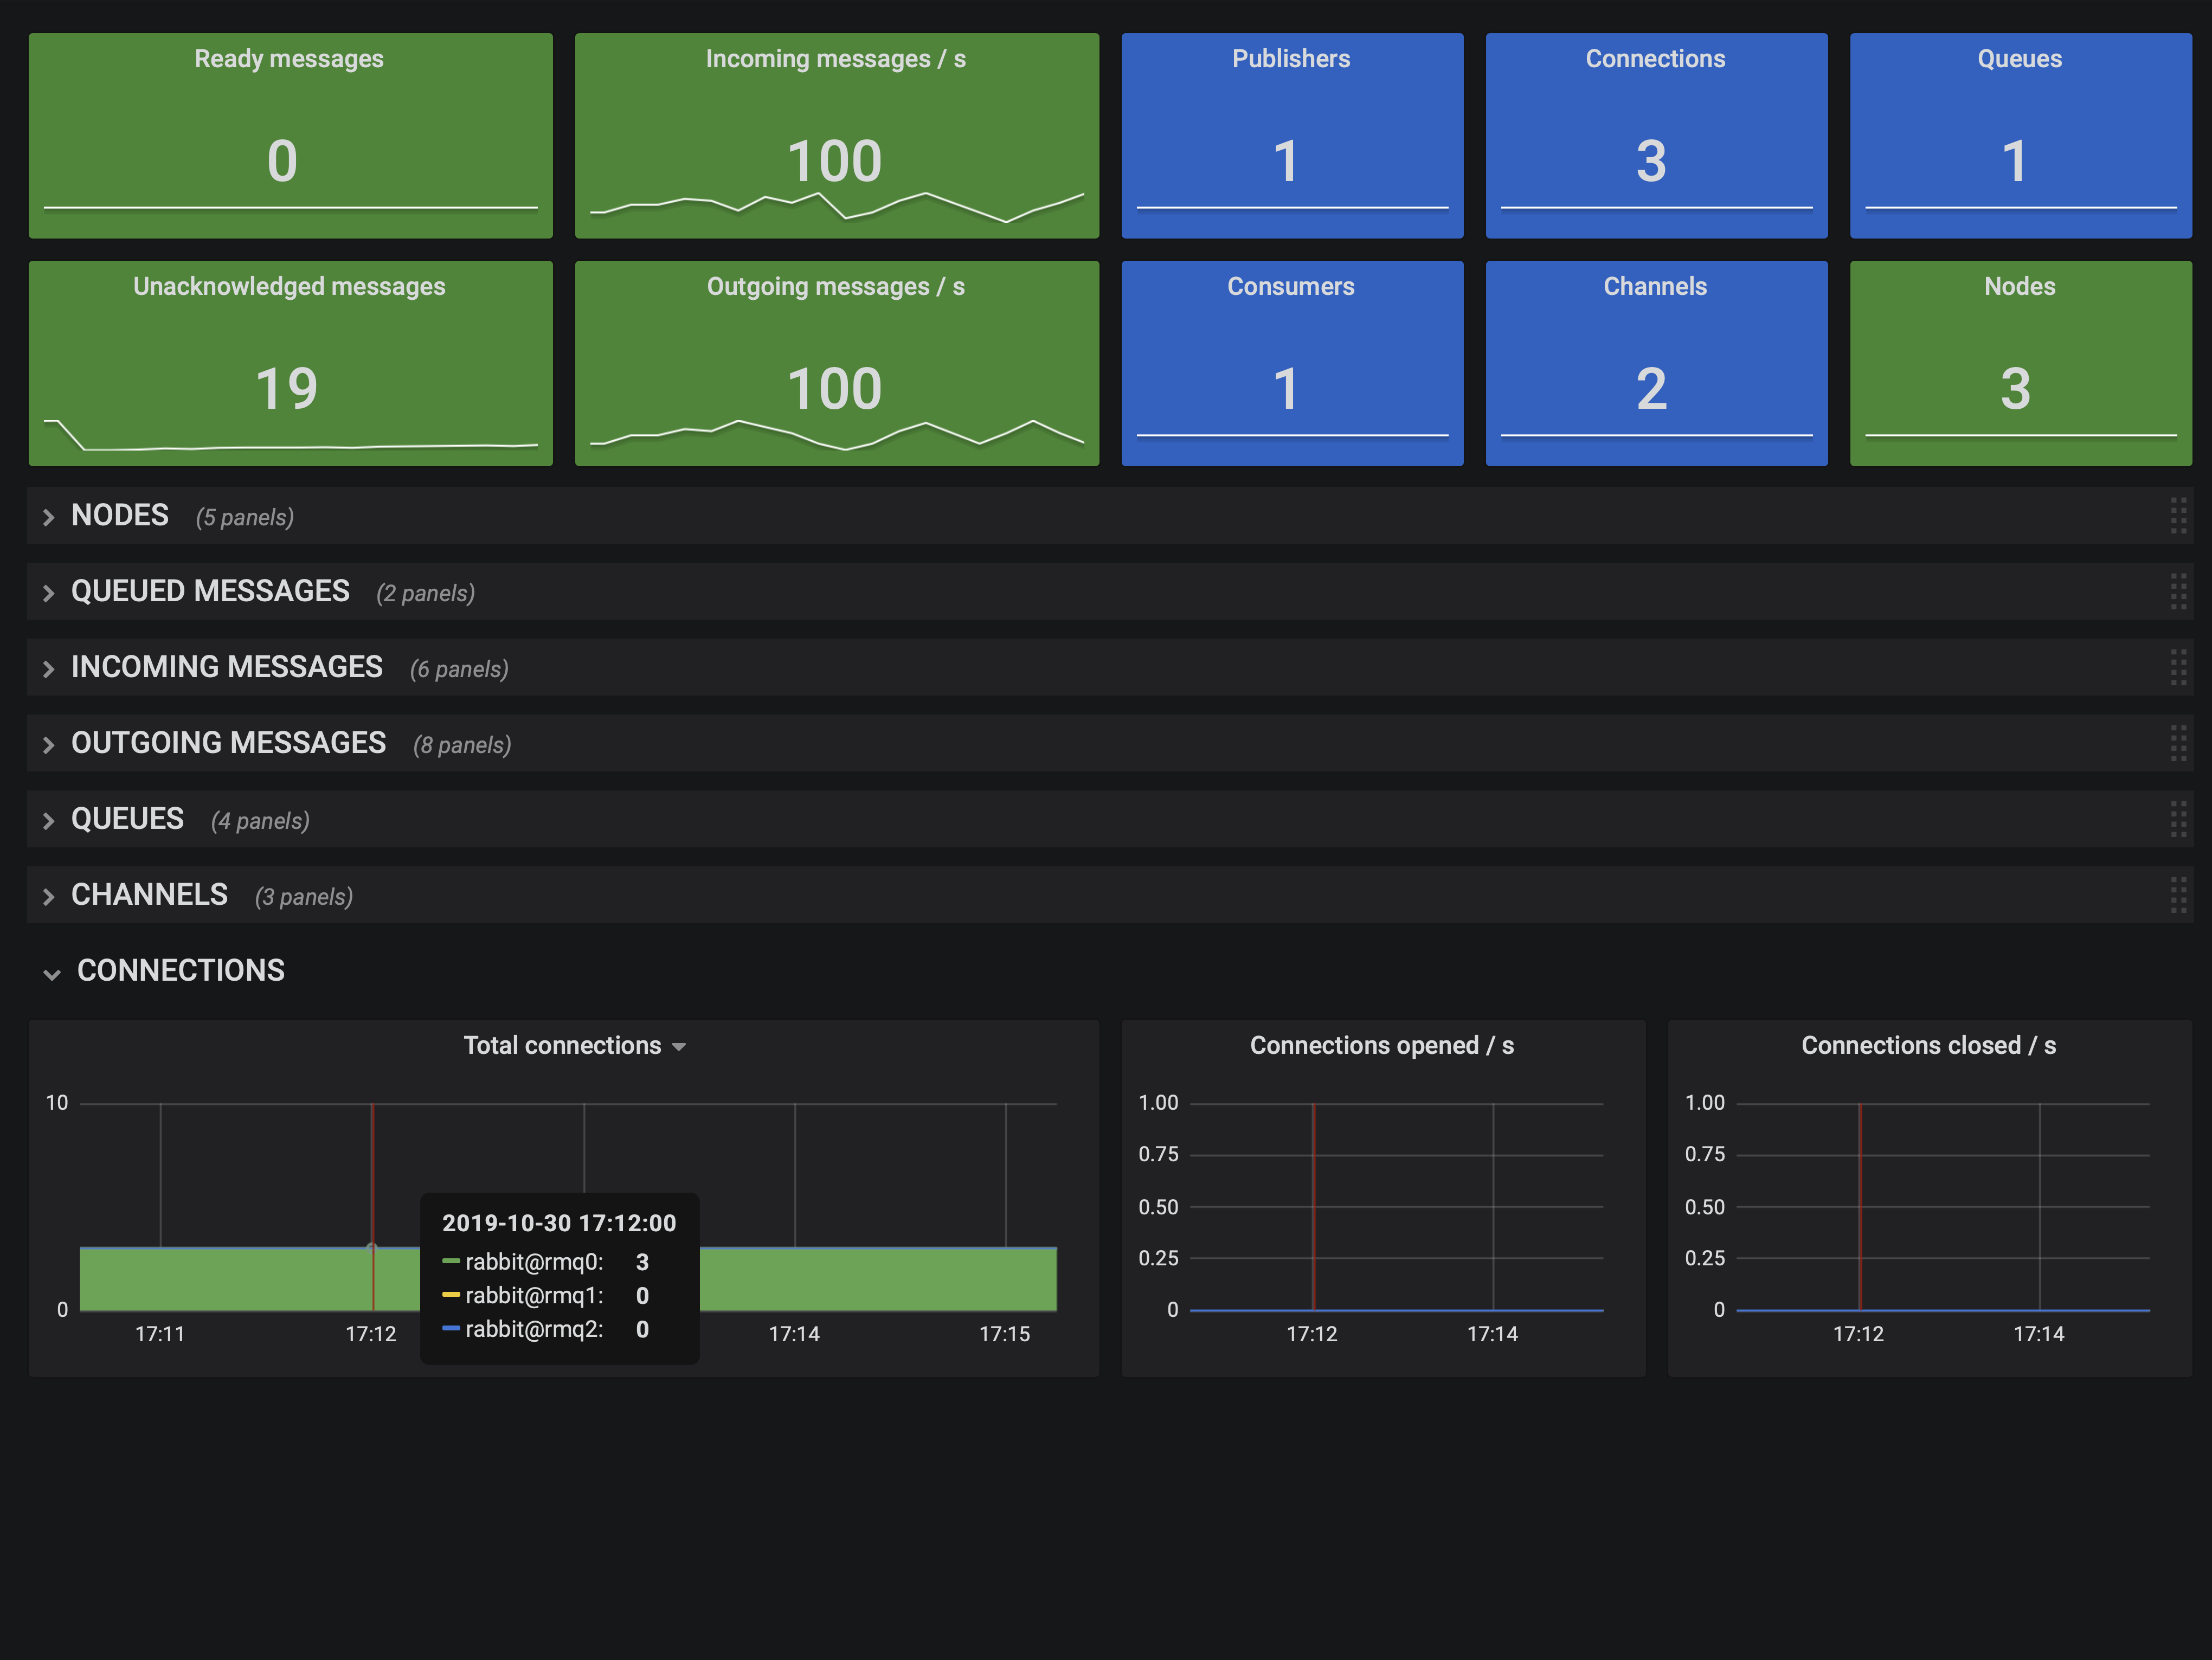 Ready messages
0
Incoming messages / s
100
Publishers
1
Connections
3
Queues
1
Unacknowledged messages
19
Outgoing messages / s
100
Consumers
1
Channels
2
Nodes
3
NODES (5 panels)
QUEUED MESSAGES (2 panels)
INCOMING MESSAGES (6 panels)
OUTGOING MESSAGES (8 panels)
QUEUES (4 panels)
CHANNELS (3 panels)
CONNECTIONS
Total connections
10
0
17:11 17:12 17:14 17:15
2019-10-30 17:12:00
rabbit@rmq0: 3
rabbit@rmq1: 0
rabbit@rmq2: 0
Connections opened / s
1.00
0.75
0.50
0.25
0
17:12 17:14
Connections closed / s
1.00
0.75
0.50
0.25
0
17:12 17:14